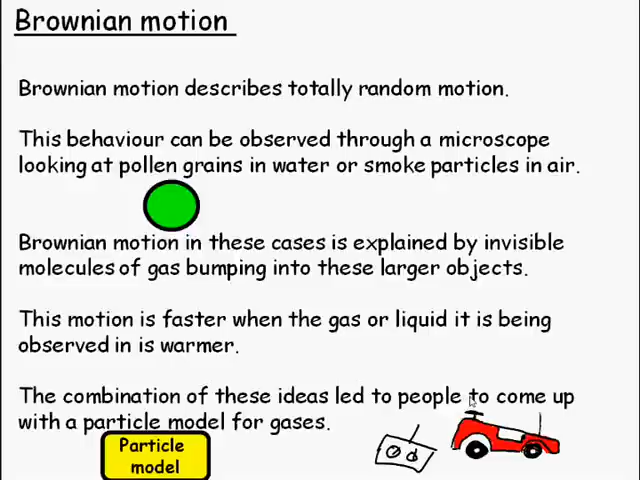 Brownian motion
Brownian motion describes totally random motion.
This behaviour can be observed through a microscope
looking at pollen grains in water or smoke particles in air.
Brownian motion in these cases is explained by invisible
molecules of gas bumping into these larger objects.
This motion is faster when the gas or liquid it is being
observed in is warmer.
The combination of these ideas led to people to come up
with a particle model for gases.
Particle
model